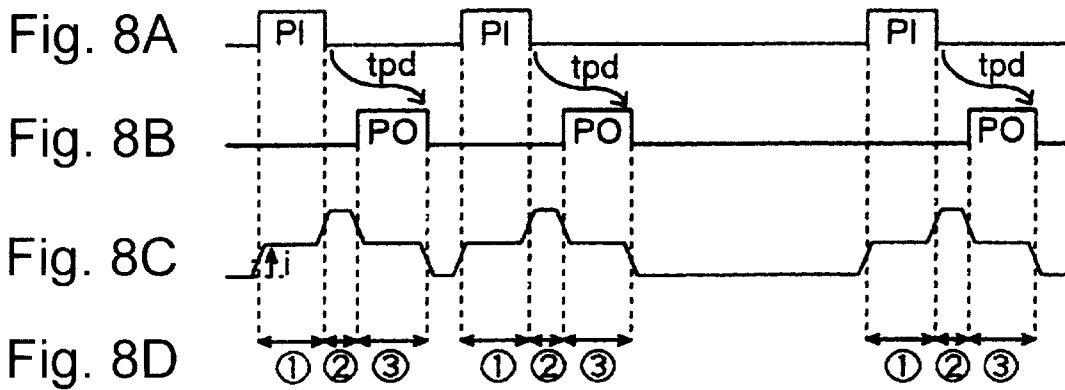 Fig. 8A PI PI PI
tpd tpd tpd
Fig. 8B PO PO PO
Fig. 8C i
Fig. 8D ① ② ③ ① ② ③ ① ② ③